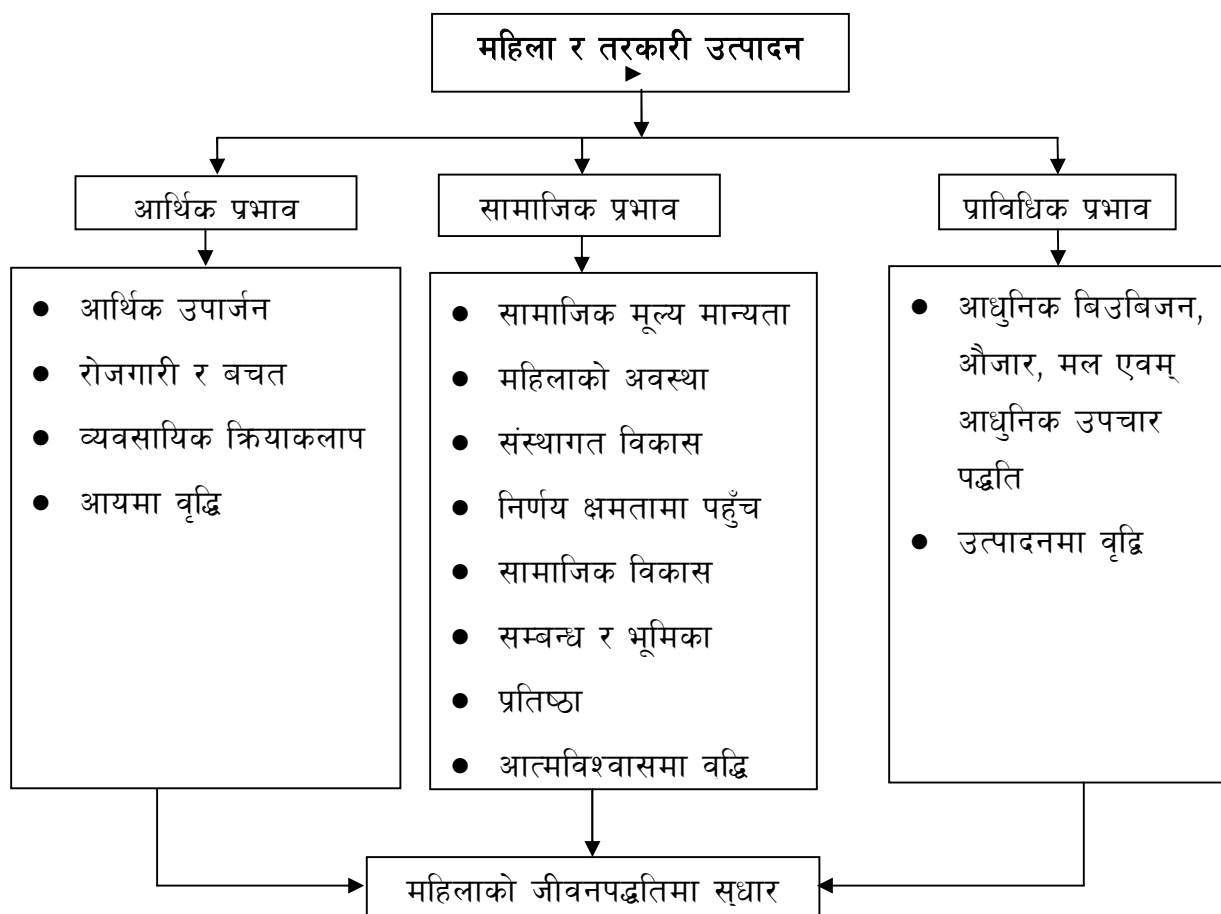 महिला र तरकारी उत्पादन
आर्थिक प्रभाव
सामाजिक प्रभाव
प्राविधिक प्रभाव
● आर्थिक उपार्जन
● रोजगारी र बचत
● व्यवसायिक क्रियाकलाप
● आयमा वृद्धि
● सामाजिक मूल्य मान्यता
● महिलाको अवस्था
● संस्थागत विकास
● निर्णय क्षमतामा पहुँच
● सामाजिक विकास
● सम्बन्ध र भूमिका
● प्रतिष्ठा
● आत्मविश्वासमा वद्धि
● आधुनिक बिउबिजन,
औजार, मल एवम्
आधुनिक उपचार
पद्धति
● उत्पादनमा वृद्वि
महिलाको जीवनपद्धतिमा सुधार